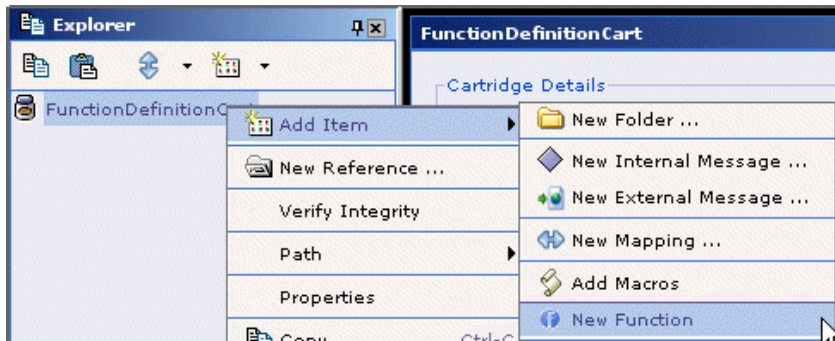 Explorer
FunctionDefinitionCart
Cartridge Details
Add Item
New Reference ...
Verify Integrity
Path
Properties
New Folder ...
New Internal Message ...
New External Message ...
New Mapping ...
Add Macros
New Function